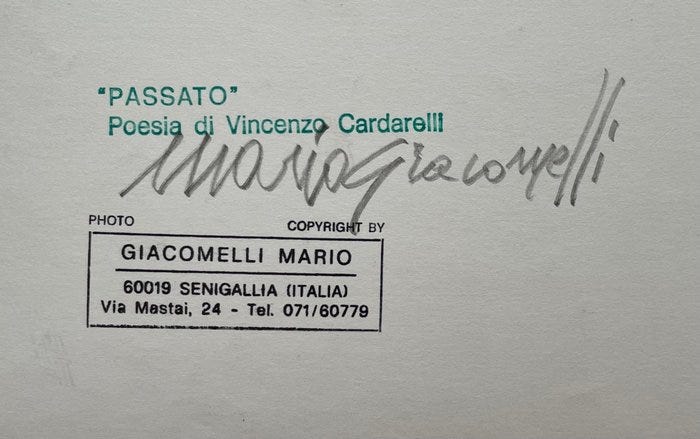 "PASSATO"
Poesia di Vincenzo Cardarelli
Mario Giacomelli
PHOTO COPYRIGHT BY
GIACOMELLI MARIO
60019 SENIGALLIA (ITALIA)
Via Mastai, 24 - Tel. 071/60779